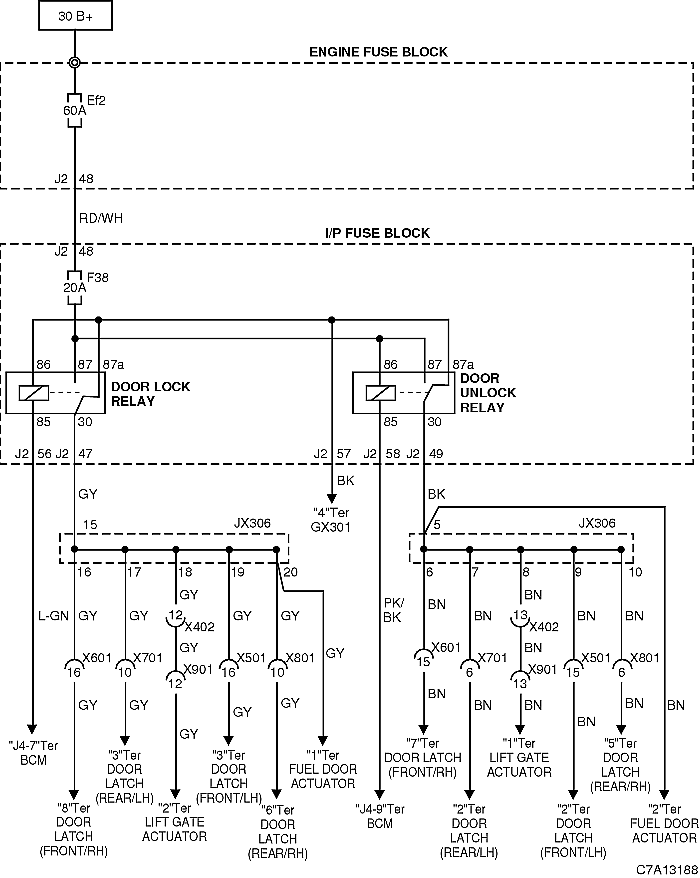 30 B+
ENGINE FUSE BLOCK
Ef2
60A
J2 48
RD/WH
I/P FUSE BLOCK
J2 48
F38
20A
86 87 87a
DOOR LOCK
RELAY
85 30
86 87 87a
DOOR
UNLOCK
RELAY
85 30
J2 56 J2 47
J2 57 J2 58 J2 49
GY
BK
"4"Ter
GX301
BK
15
JX306
5
JX306
16 17 18 19 20
6 7 8 9 10
L-GN
GY GY GY GY GY
12
X402
GY
GY
PK/
BK
BN BN BN BN BN
13
X402
BN
X601
16
X701
10
X901
12
X501
16
X801
10
X601
15
X701
6
X901
13
X501
15
X801
6
GY GY GY GY GY
BN BN BN BN BN
"J4-7"Ter
BCM
"8"Ter
DOOR
LATCH
(FRONT/RH)
"3"Ter
DOOR
LATCH
(REAR/LH)
"2"Ter
LIFT GATE
ACTUATOR
"3"Ter
DOOR
LATCH
(FRONT/LH)
"6"Ter
DOOR
LATCH
(REAR/RH)
"1"Ter
FUEL DOOR
ACTUATOR
"J4-9"Ter
BCM
"7"Ter
DOOR LATCH
(FRONT/RH)
"2"Ter
DOOR
LATCH
(REAR/LH)
"1"Ter
LIFT GATE
ACTUATOR
"2"Ter
DOOR
LATCH
(FRONT/LH)
"5"Ter
DOOR
LATCH
(REAR/RH)
"2"Ter
FUEL DOOR
ACTUATOR
C7A13188